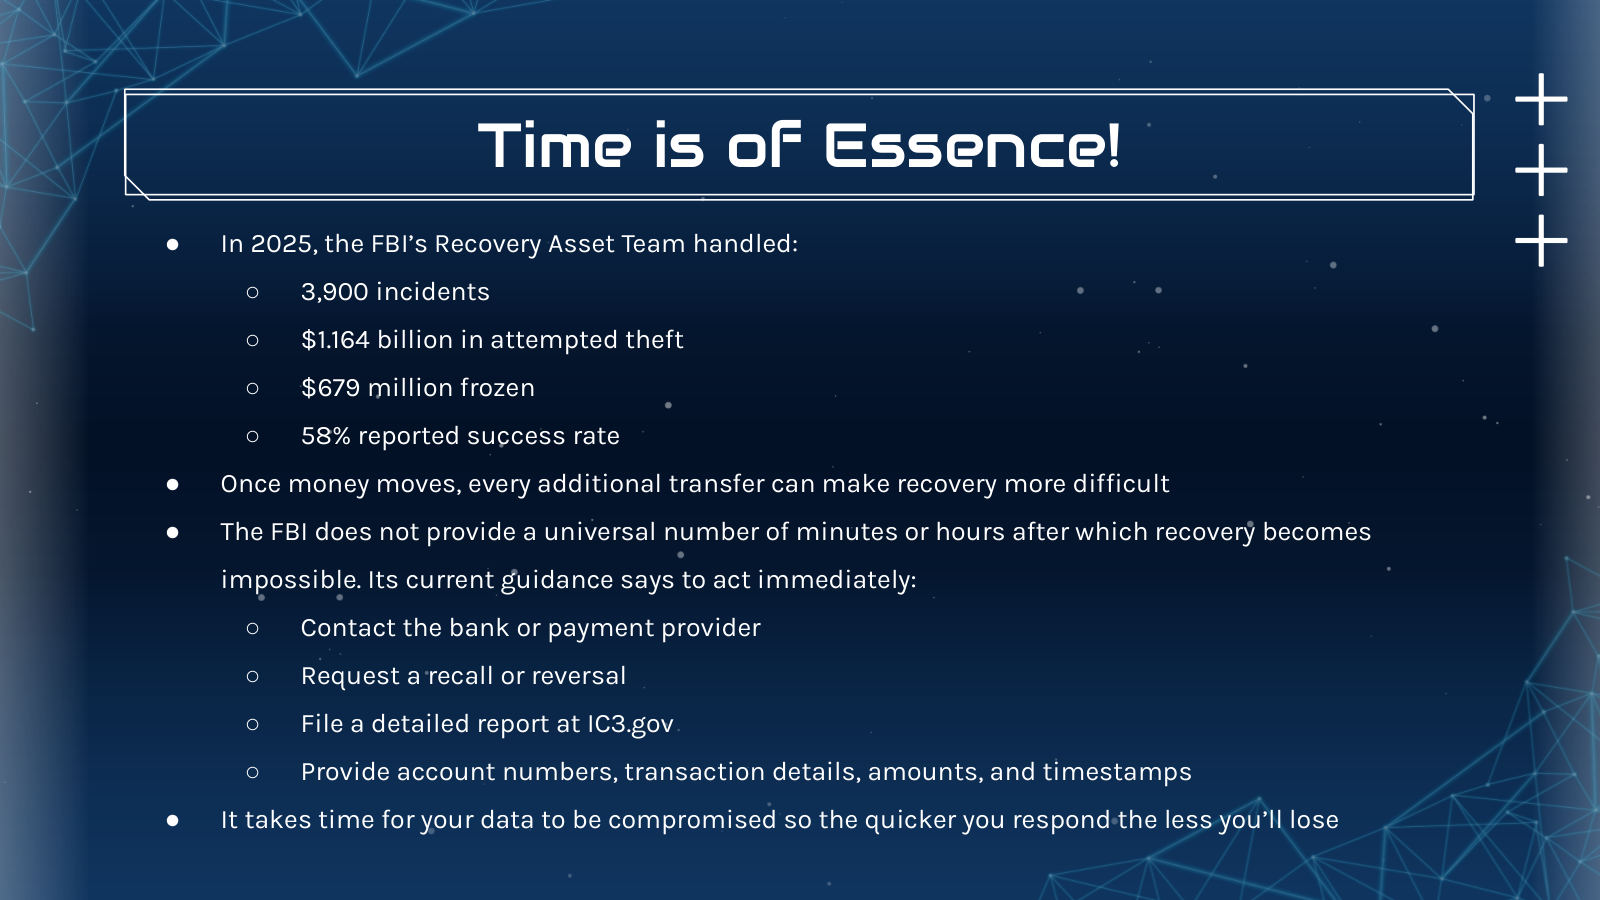 Time is of Essence!
● In 2025, the FBI’s Recovery Asset Team handled:
○ 3,900 incidents
○ $1.164 billion in attempted theft
○ $679 million frozen
○ 58% reported success rate
● Once money moves, every additional transfer can make recovery more difficult
● The FBI does not provide a universal number of minutes or hours after which recovery becomes
impossible. Its current guidance says to act immediately:
○ Contact the bank or payment provider
○ Request a recall or reversal
○ File a detailed report at IC3.gov
○ Provide account numbers, transaction details, amounts, and timestamps
● It takes time for your data to be compromised so the quicker you respond the less you’ll lose